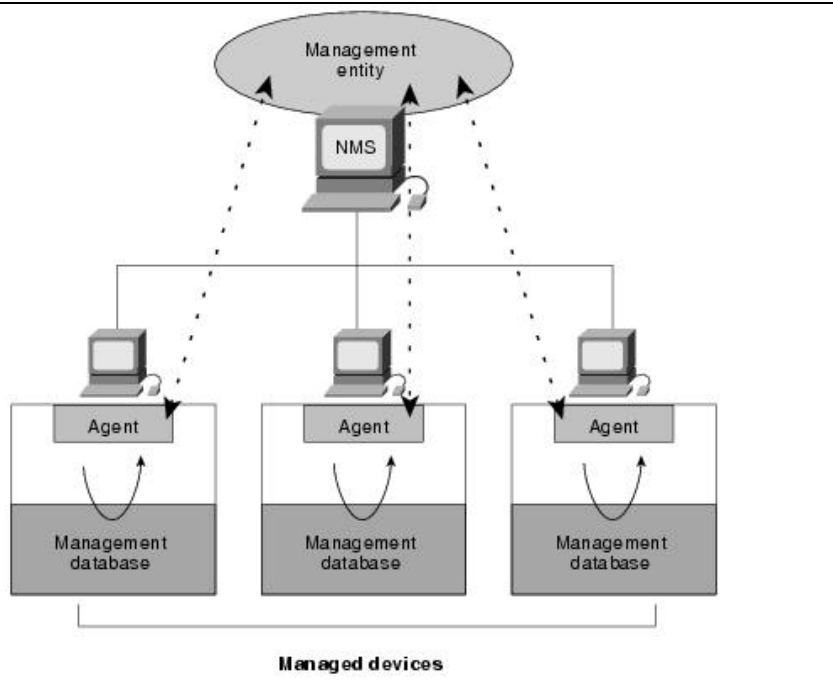 Management
entity
NMS
Agent
Agent
Agent
Management
database
Management
database
Management
database
Managed devices